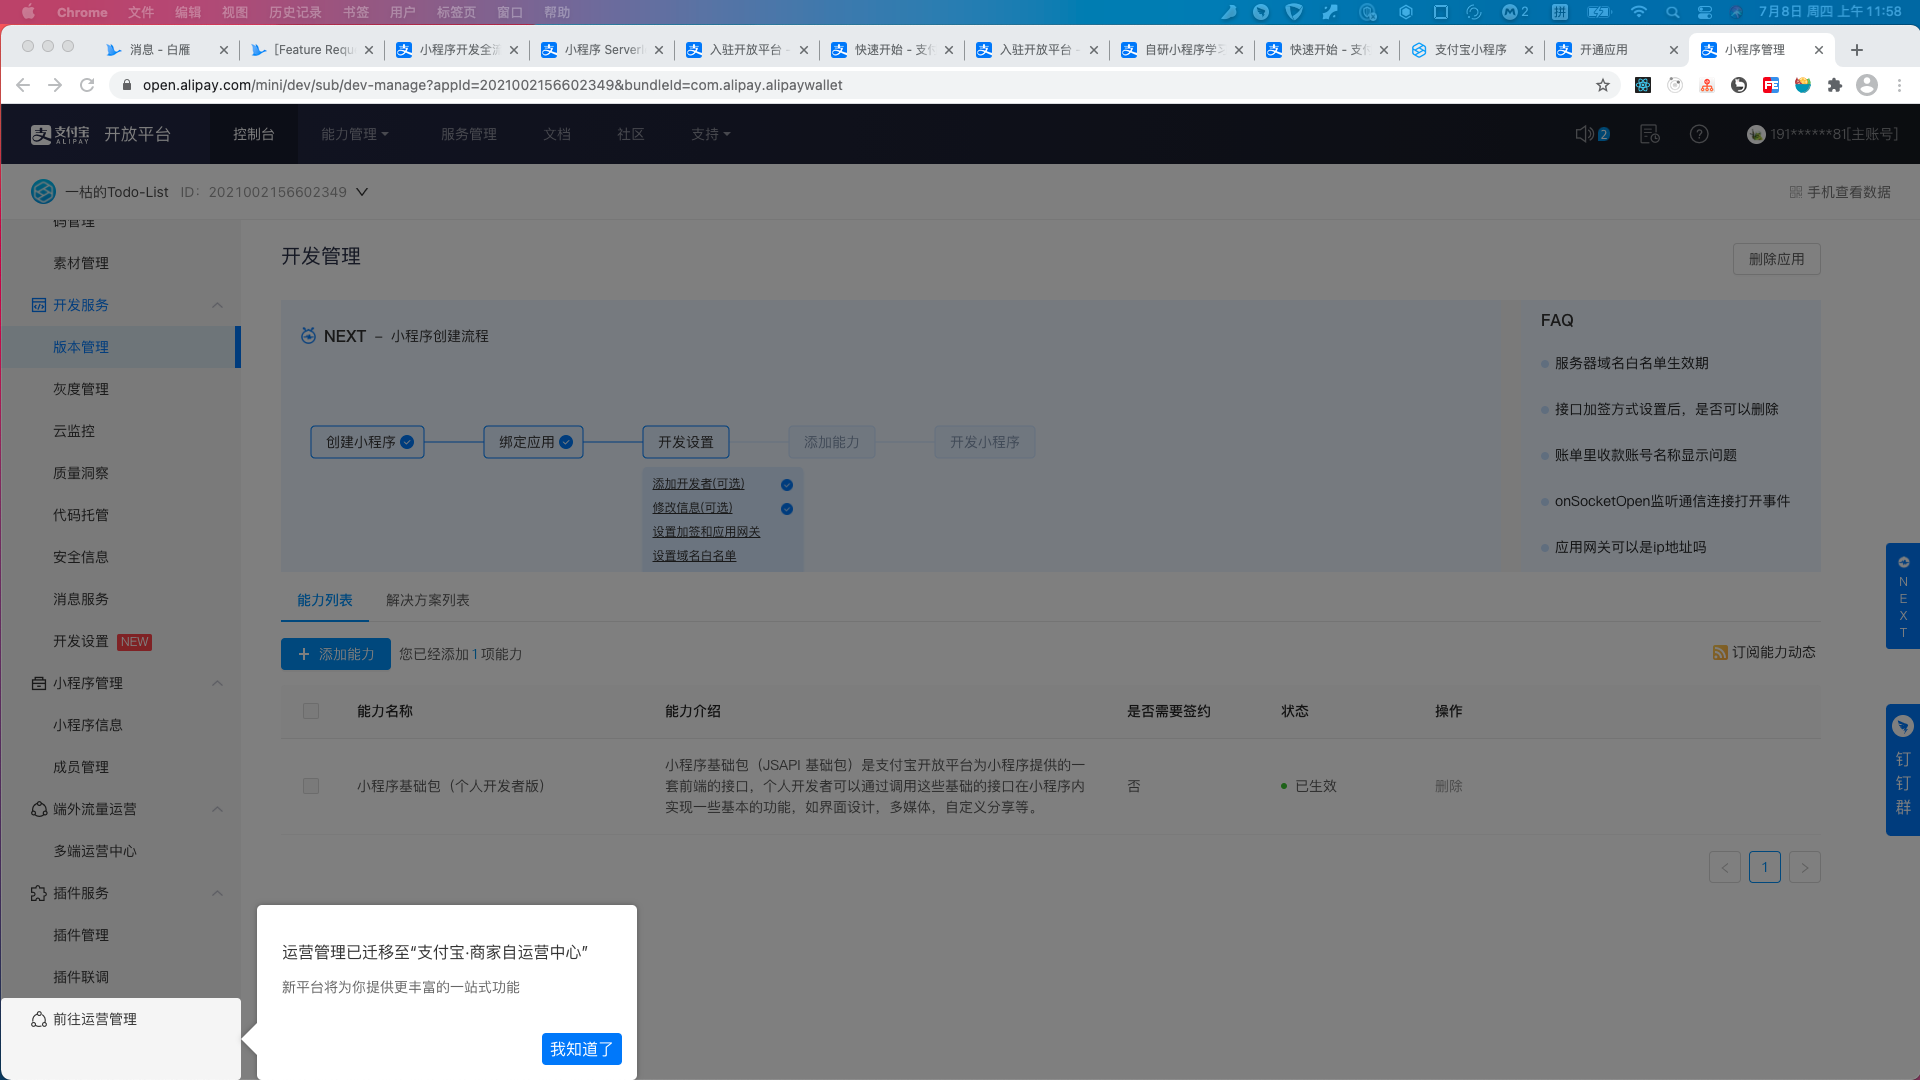 Chrome 文件 编辑 视图 历史记录 书签 用户 标签页 窗口 帮助
2 拼 7月8日 周四 上午 11:58
消息 - 白雁
[Feature Requ
小程序开发全
小程序 Server
入驻开放平台 -
快速开始 - 支
入驻开放平台 -
自研小程序学
快速开始 - 支
支付宝小程序
开通应用
小程序管理
open.alipay.com/mini/dev/sub/dev-manage?appId=2021002156602349&bundleId=com.alipay.alipaywallet
支付宝 ALIPAY 开放平台 控制台 能力管理 服务管理 文档 社区 支持 2 191******81[主账号]
一枯的Todo-List ID: 2021002156602349 手机查看数据
码管理
素材管理
开发服务
版本管理
灰度管理
云监控
质量洞察
代码托管
安全信息
消息服务
开发设置 NEW
小程序管理
小程序信息
成员管理
端外流量运营
多端运营中心
插件服务
插件管理
插件联调
前往运营管理
开发管理 删除应用
NEXT – 小程序创建流程
创建小程序 绑定应用 开发设置 添加能力 开发小程序
添加开发者(可选)
修改信息(可选)
设置加签和应用网关
设置域名白名单
FAQ
服务器域名白名单生效期
接口加签方式设置后，是否可以删除
账单里收款账号名称显示问题
onSocketOpen监听通信连接打开事件
应用网关可以是ip地址吗
能力列表 解决方案列表
+ 添加能力 您已经添加1项能力 订阅能力动态
能力名称 能力介绍 是否需要签约 状态 操作
小程序基础包（个人开发者版）
小程序基础包（JSAPI 基础包）是支付宝开放平台为小程序提供的一
套前端的接口，个人开发者可以通过调用这些基础的接口在小程序内
实现一些基本的功能，如界面设计，多媒体，自定义分享等。
否 已生效 删除
1
NEXT
钉钉群
运营管理已迁移至“支付宝·商家自运营中心”
新平台将为你提供更丰富的一站式功能
我知道了